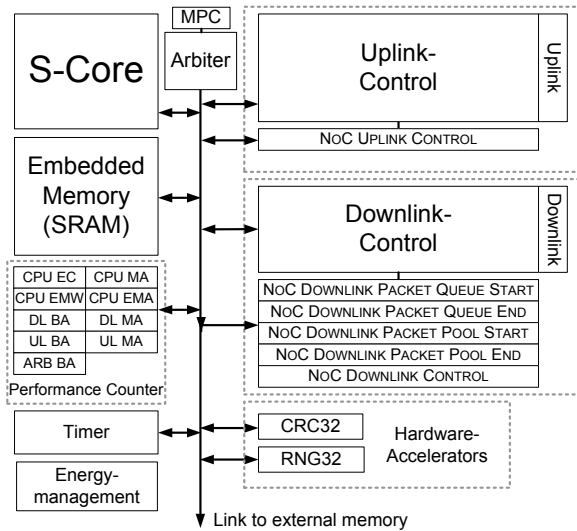 MPC
S-Core
Arbiter
Uplink-
Control
Uplink
NOC UPLINK CONTROL
Embedded
Memory
(SRAM)
Downlink-
Control
Downlink
CPU EC
CPU MA
CPU EMW
CPU EMA
DL BA
DL MA
UL BA
UL MA
ARB BA
Performance Counter
NOC DOWNLINK PACKET QUEUE START
NOC DOWNLINK PACKET QUEUE END
NOC DOWNLINK PACKET POOL START
NOC DOWNLINK PACKET POOL END
NOC DOWNLINK CONTROL
Timer
CRC32
RNG32
Hardware-
Accelerators
Energy-
management
Link to external memory